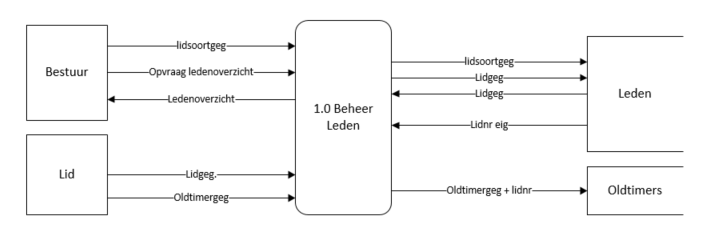 Bestuur
lidsoortgeg
Opvraag ledenoverzicht
Ledenoverzicht
Lid
Lidgeg.
Oldtimergeg
1.0 Beheer
Leden
lidsoortgeg
Lidgeg
Lidgeg
Lidnr eig
Leden
Oldtimergeg + lidnr
Oldtimers